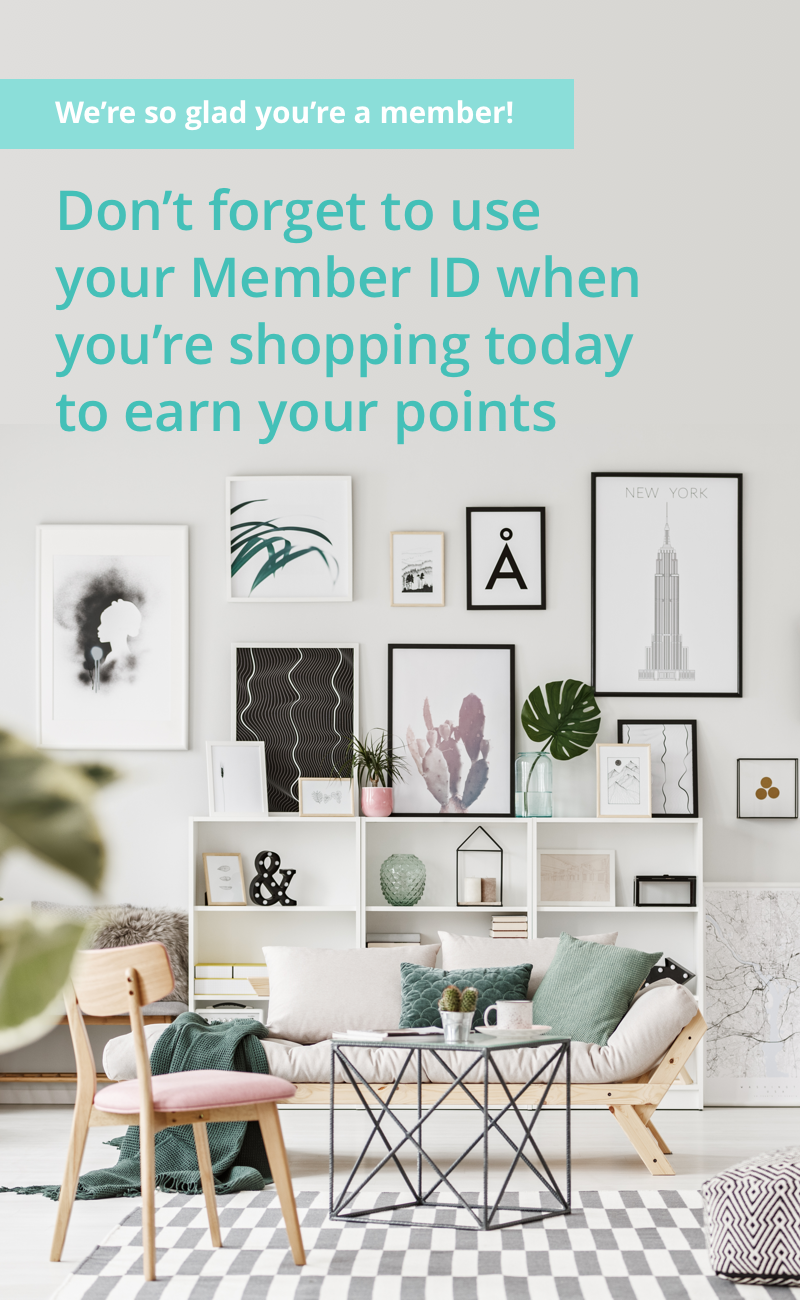 We’re so glad you’re a member!
Don’t forget to use
your Member ID when
you’re shopping today
to earn your points
NEW YORK
Å
&